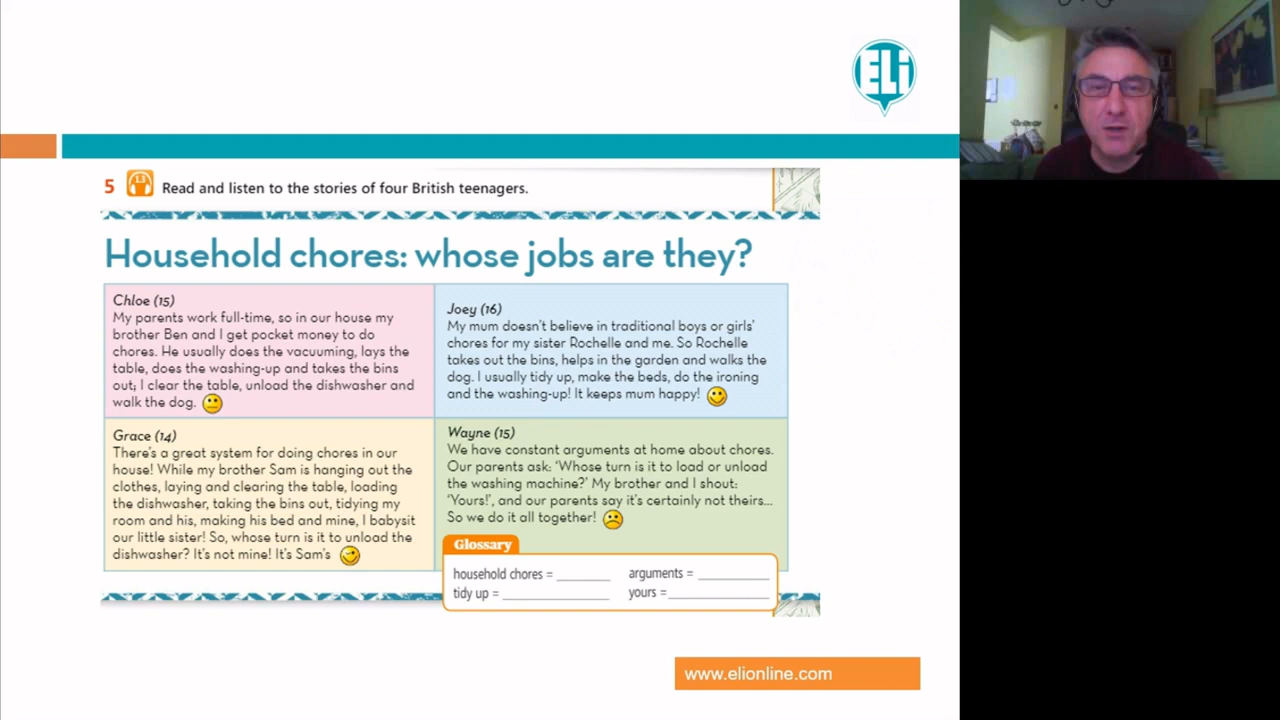 ELi
5 1.3 Read and listen to the stories of four British teenagers.
Household chores: whose jobs are they?
Chloe (15)
My parents work full-time, so in our house my
brother Ben and I get pocket money to do
chores. He usually does the vacuuming, lays the
table, does the washing-up and takes the bins
out; I clear the table, unload the dishwasher and
walk the dog.
Joey (16)
My mum doesn't believe in traditional boys or girls'
chores for my sister Rochelle and me. So Rochelle
takes out the bins, helps in the garden and walks the
dog. I usually tidy up, make the beds, do the ironing
and the washing-up! It keeps mum happy!
Grace (14)
There's a great system for doing chores in our
house! While my brother Sam is hanging out the
clothes, laying and clearing the table, loading
the dishwasher, taking the bins out, tidying my
room and his, making his bed and mine, I babysit
our little sister! So, whose turn is it to unload the
dishwasher? It's not mine! It's Sam's
Wayne (15)
We have constant arguments at home about chores.
Our parents ask: 'Whose turn is it to load or unload
the washing machine?' My brother and I shout:
'Yours!', and our parents say it's certainly not theirs...
So we do it all together!
Glossary
household chores = ______ arguments = ________
tidy up = ____________ yours = ___________
www.elionline.com